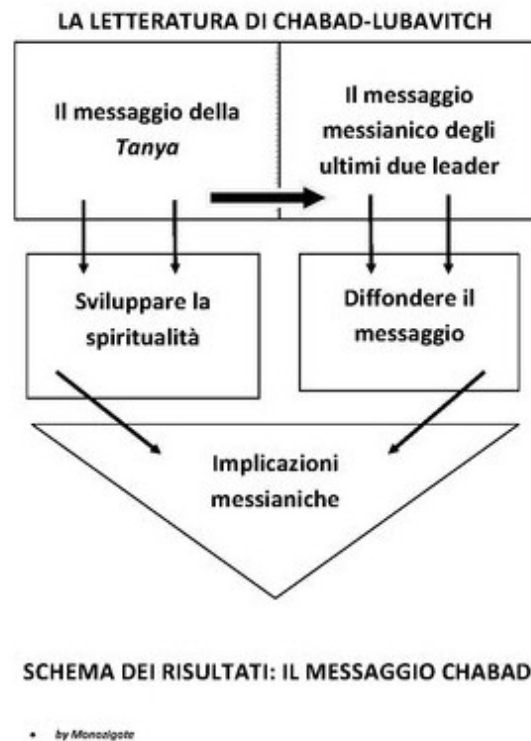 LA LETTERATURA DI CHABAD-LUBAVITCH
Il messaggio della
Tanya
Il messaggio
messianico degli
ultimi due leader
Sviluppare la
spiritualità
Diffondere il
messaggio
Implicazioni
messianiche
SCHEMA DEI RISULTATI: IL MESSAGGIO CHABAD
• by Monozigote